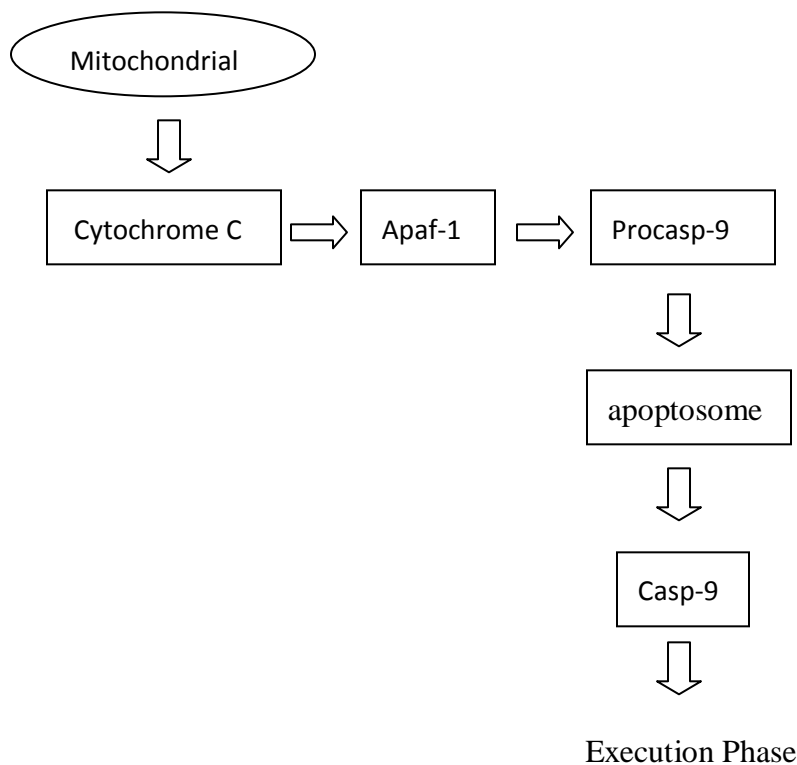 Mitochondrial
Cytochrome C
Apaf-1
Procasp-9
apoptosome
Casp-9
Execution Phase